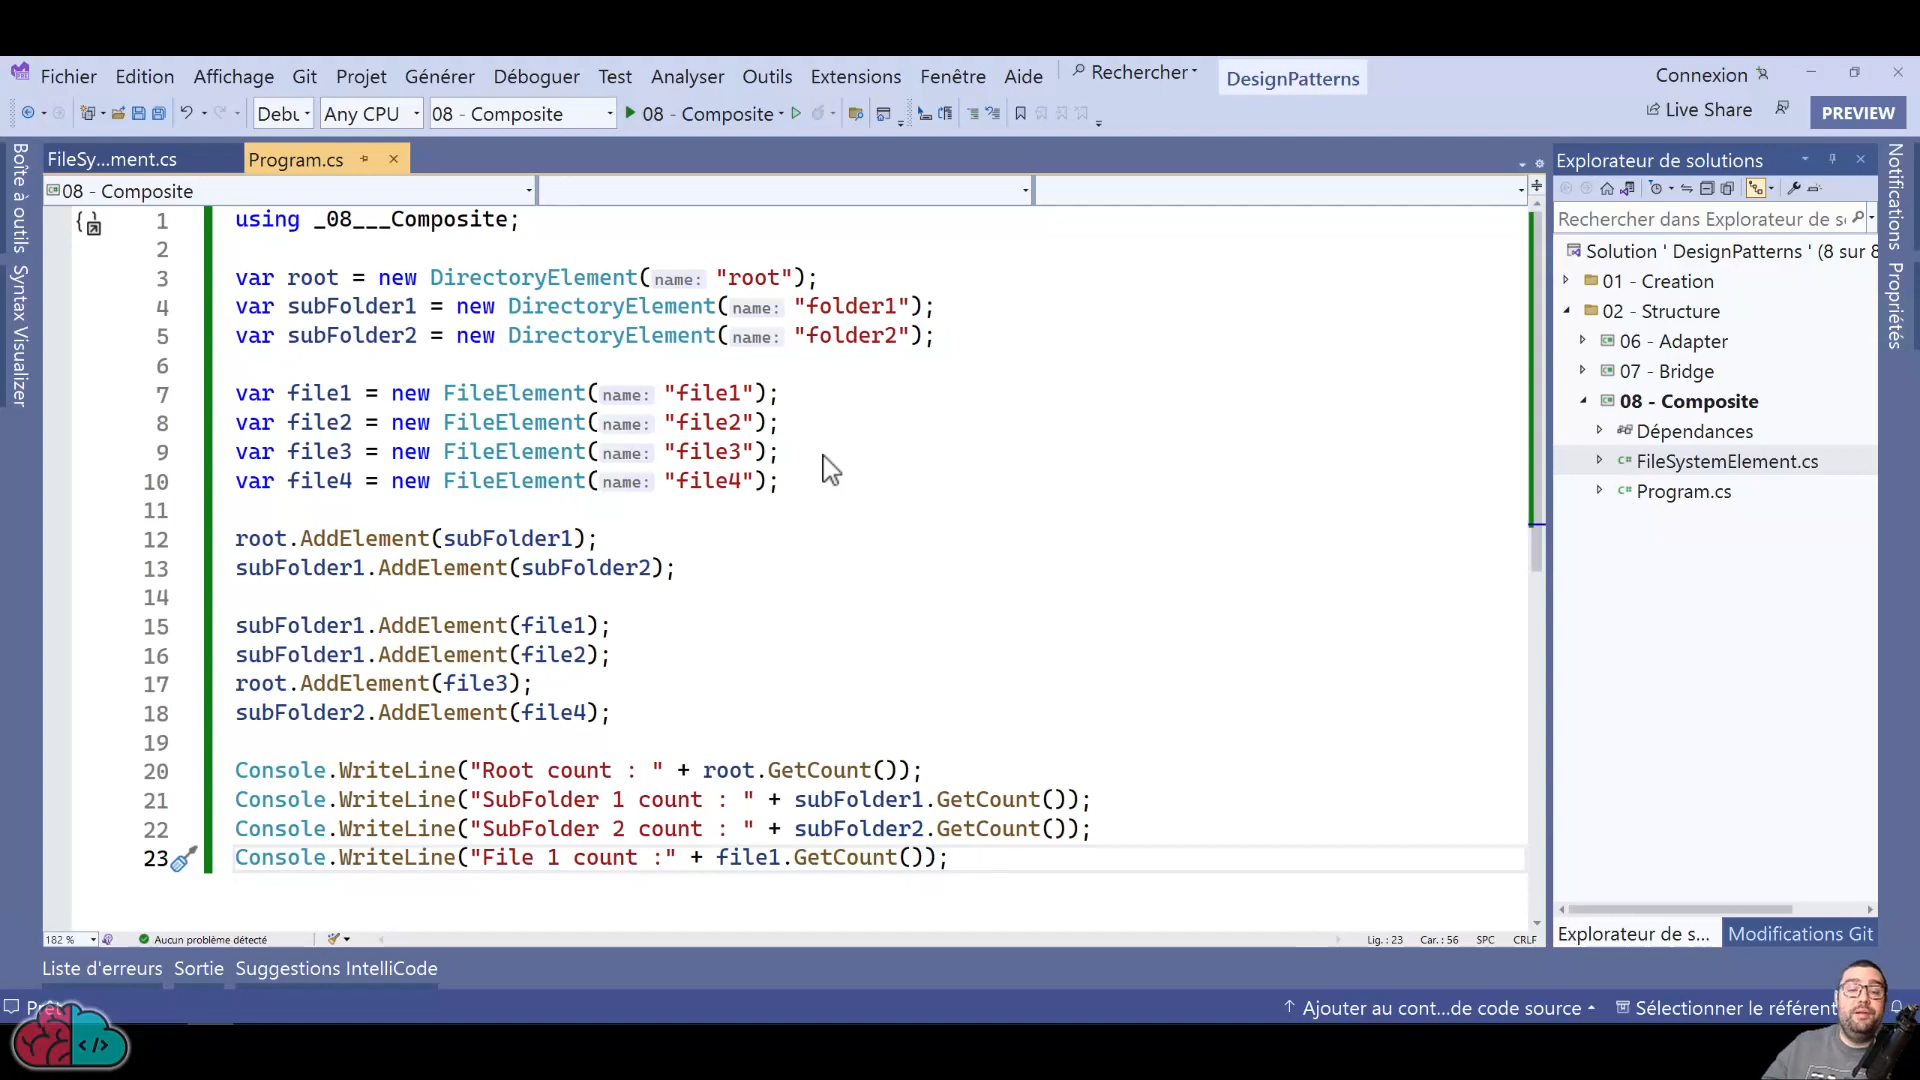 Fichier Edition Affichage Git Projet Générer Déboguer Test Analyser Outils Extensions Fenêtre Aide Rechercher DesignPatterns Connexion
Debu Any CPU 08 - Composite 08 - Composite Live Share PREVIEW
Boîte à outils
Syntax Visualizer
FileSy...ment.cs Program.cs
08 - Composite
1 using _08___Composite;
2
3 var root = new DirectoryElement(name: "root");
4 var subFolder1 = new DirectoryElement(name: "folder1");
5 var subFolder2 = new DirectoryElement(name: "folder2");
6
7 var file1 = new FileElement(name: "file1");
8 var file2 = new FileElement(name: "file2");
9 var file3 = new FileElement(name: "file3");
10 var file4 = new FileElement(name: "file4");
11
12 root.AddElement(subFolder1);
13 subFolder1.AddElement(subFolder2);
14
15 subFolder1.AddElement(file1);
16 subFolder1.AddElement(file2);
17 root.AddElement(file3);
18 subFolder2.AddElement(file4);
19
20 Console.WriteLine("Root count : " + root.GetCount());
21 Console.WriteLine("SubFolder 1 count : " + subFolder1.GetCount());
22 Console.WriteLine("SubFolder 2 count : " + subFolder2.GetCount());
23 Console.WriteLine("File 1 count :" + file1.GetCount());
182 % Aucun problème détecté Lig. : 23 Car. : 56 SPC CRLF
Explorateur de solutions
Rechercher dans Explorateur de s
Solution ' DesignPatterns ' (8 sur 8
01 - Creation
02 - Structure
06 - Adapter
07 - Bridge
08 - Composite
Dépendances
C# FileSystemElement.cs
C# Program.cs
Explorateur de s... Modifications Git
Notifications
Propriétés
Liste d'erreurs Sortie Suggestions IntelliCode
Ajouter au cont...de code source Sélectionner le référent
</>